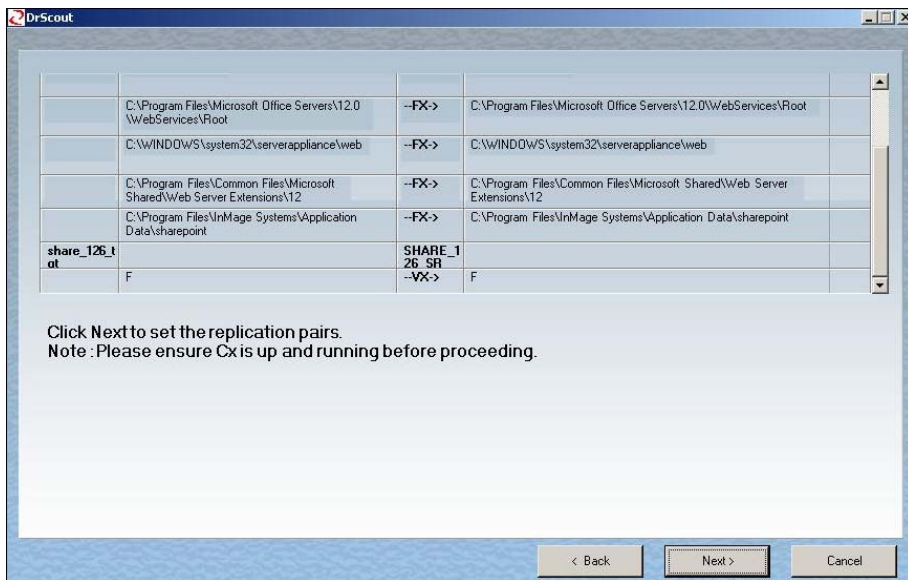 DrScout
C:\Program Files\Microsoft Office Servers\12.0
\WebServices\Root
--FX->
C:\Program Files\Microsoft Office Servers\12.0\WebServices\Root
C:\WINDOWS\system32\serverappliance\web
--FX->
C:\WINDOWS\system32\serverappliance\web
C:\Program Files\Common Files\Microsoft
Shared\Web Server Extensions\12
--FX->
C:\Program Files\Common Files\Microsoft Shared\Web Server
Extensions\12
C:\Program Files\InMage Systems\Application
Data\sharepoint
--FX->
C:\Program Files\InMage Systems\Application Data\sharepoint
share_126_t
gt
SHARE_1
26_SR
F
--VX->
F
Click Next to set the replication pairs.
Note : Please ensure Cx is up and running before proceeding.
< Back
Next >
Cancel